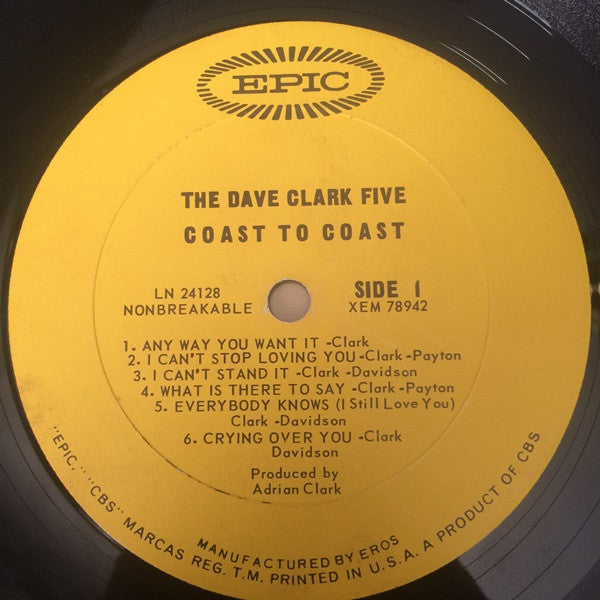 EPIC
THE DAVE CLARK FIVE
COAST TO COAST
LN 24128
NONBREAKABLE
SIDE 1
XEM 78942
1. ANY WAY YOU WANT IT -Clark
2. I CAN'T STOP LOVING YOU -Clark -Payton
3. I CAN'T STAND IT -Clark -Davidson
4. WHAT IS THERE TO SAY -Clark -Payton
5. EVERYBODY KNOWS (I Still Love You)
Clark -Davidson
6. CRYING OVER YOU -Clark
Davidson
Produced by
Adrian Clark
MANUFACTURED BY EROS
"EPIC," "CBS" MARCAS REG. T.M. PRINTED IN U.S.A. A PRODUCT OF CBS